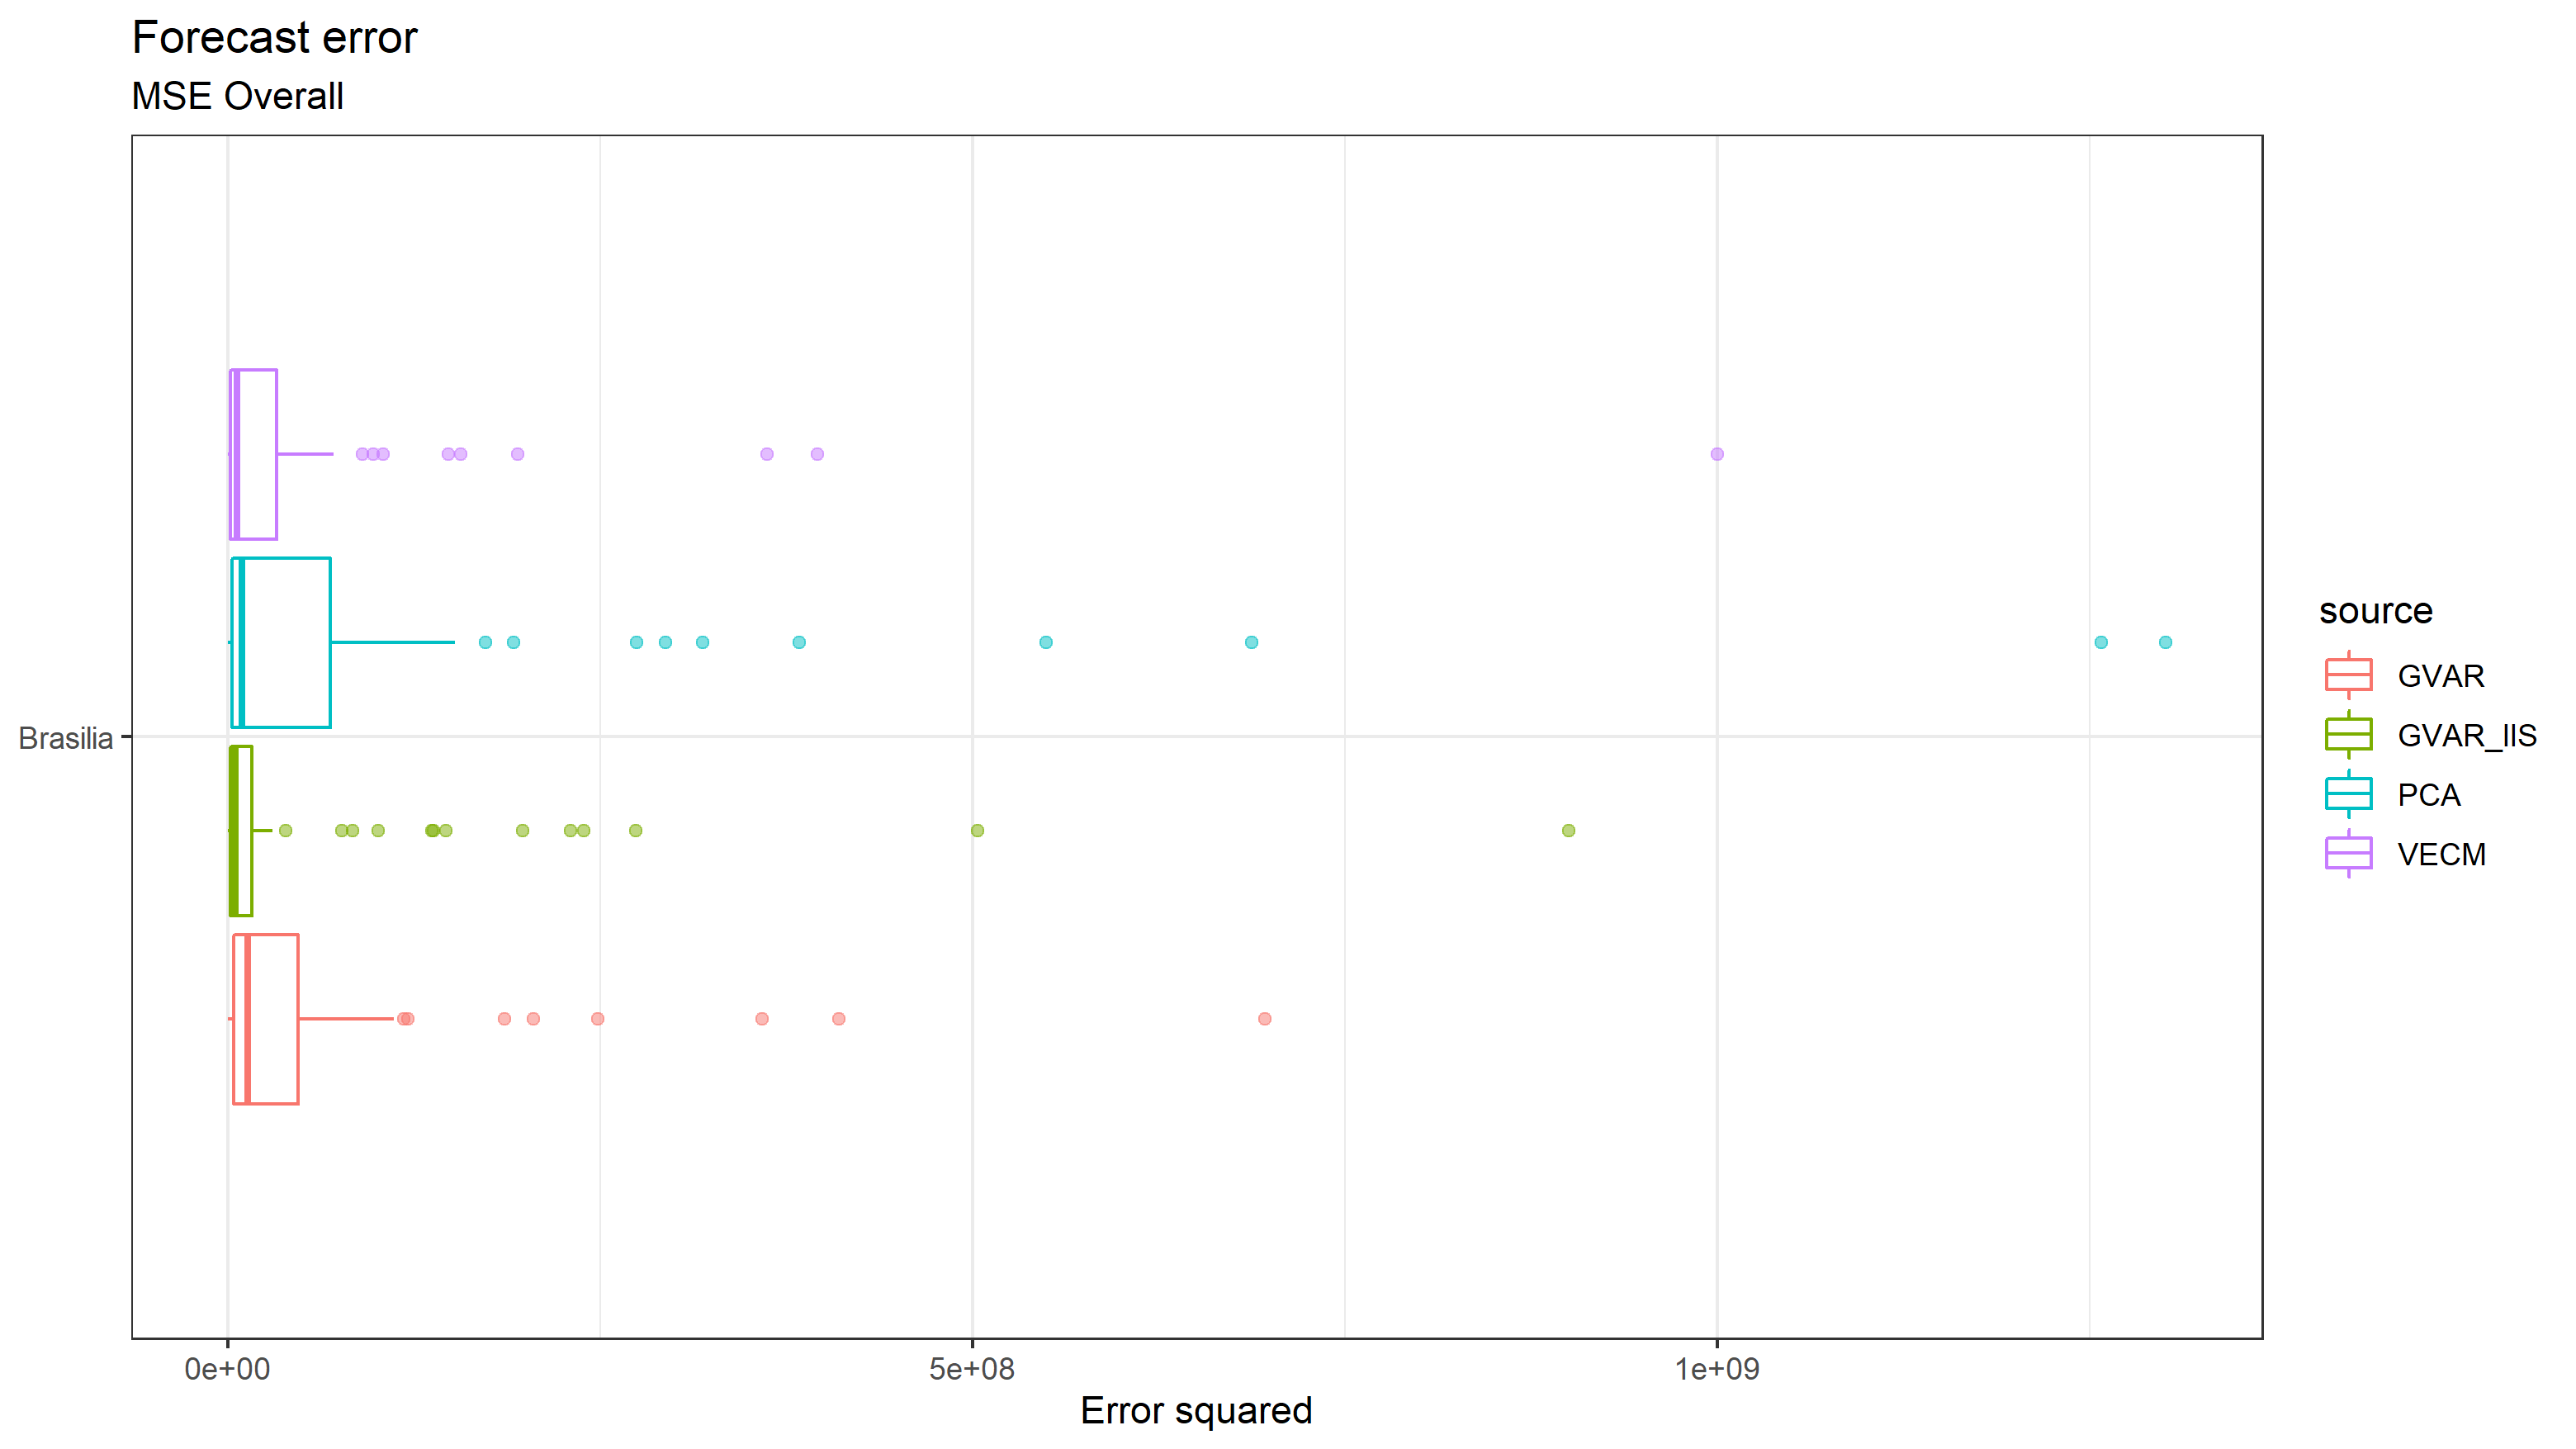 Forecast error
MSE Overall
Brasilia
0e+00
5e+08
1e+09
Error squared
source
GVAR
GVAR_IIS
PCA
VECM